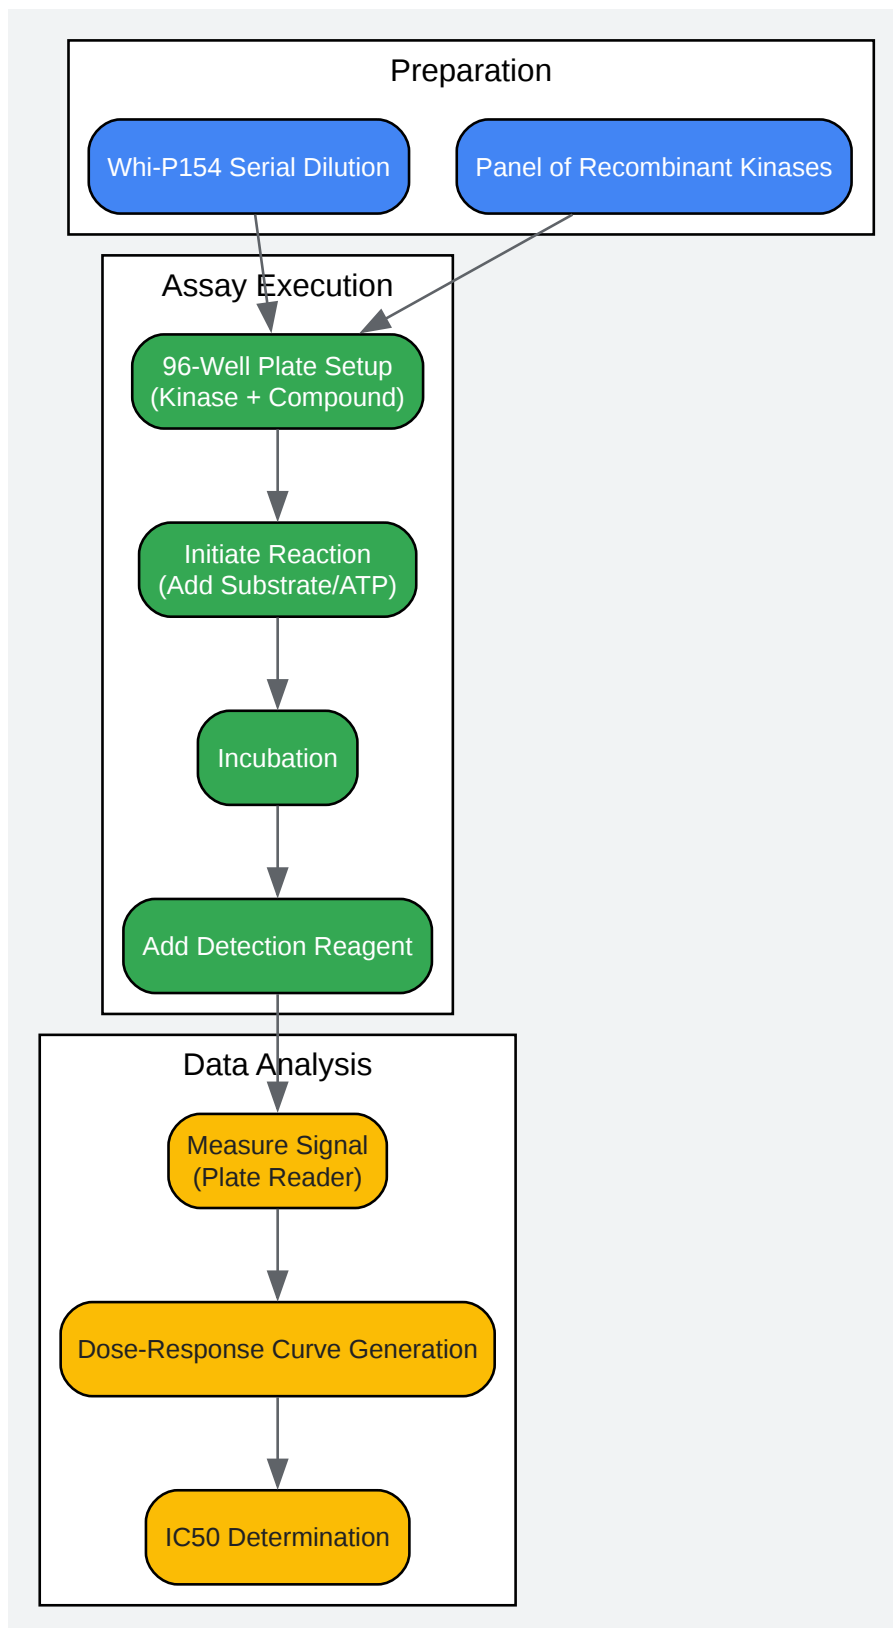 Preparation
Whi-P154 Serial Dilution
Panel of Recombinant Kinases
Assay Execution
96-Well Plate Setup
(Kinase + Compound)
Initiate Reaction
(Add Substrate/ATP)
Incubation
Add Detection Reagent
Data Analysis
Measure Signal
(Plate Reader)
Dose-Response Curve Generation
IC50 Determination